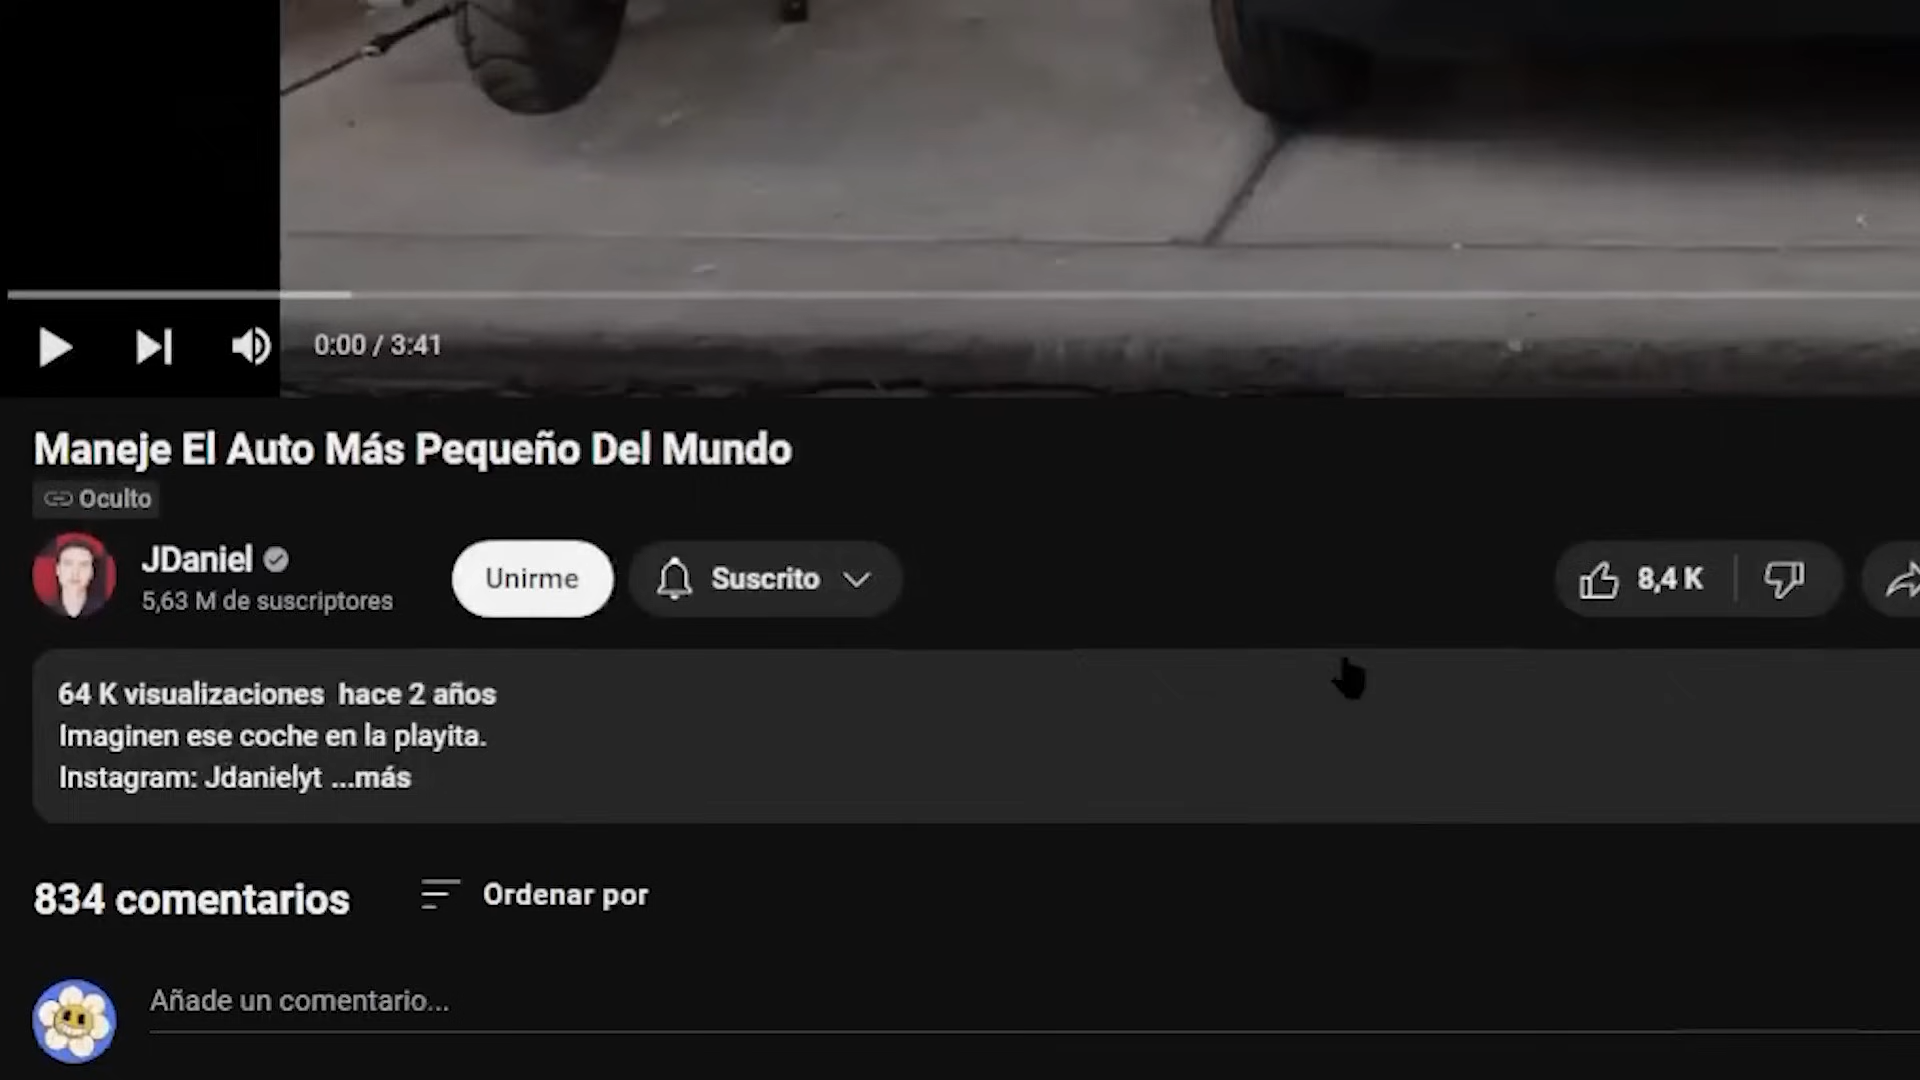 0:00 / 3:41
Maneje El Auto Más Pequeño Del Mundo
Oculto
JDaniel
5,63 M de suscriptores
Unirme
Suscrito
8,4 K
64 K visualizaciones hace 2 años
Imaginen ese coche en la playita.
Instagram: Jdanielyt ...más
834 comentarios
Ordenar por
Añade un comentario...